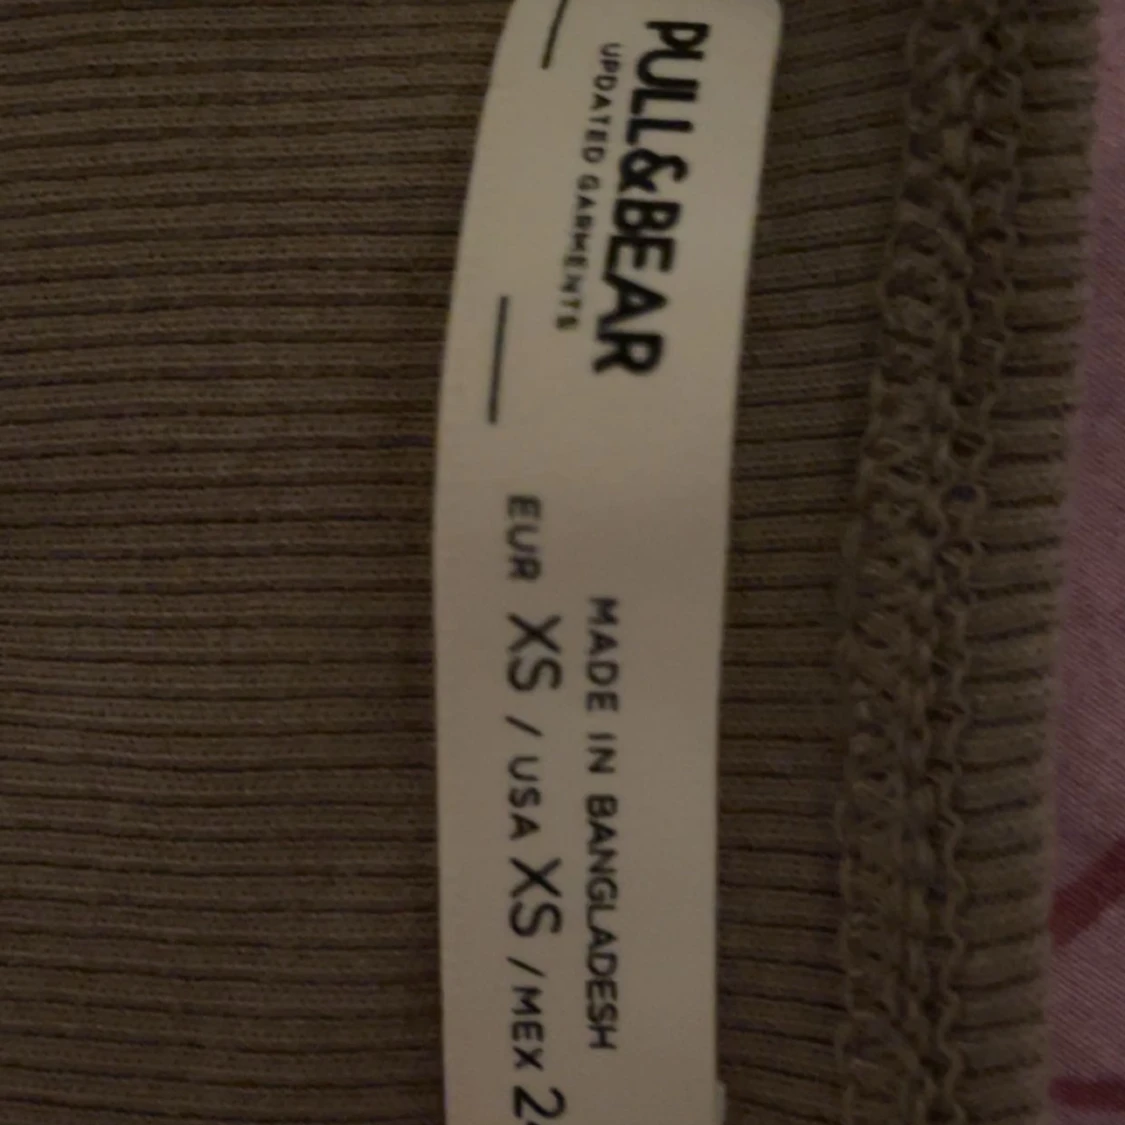 PULL&BEAR
UPDATED GARMENTS
MADE IN BANGLADESH
EUR XS / USA XS / MEX